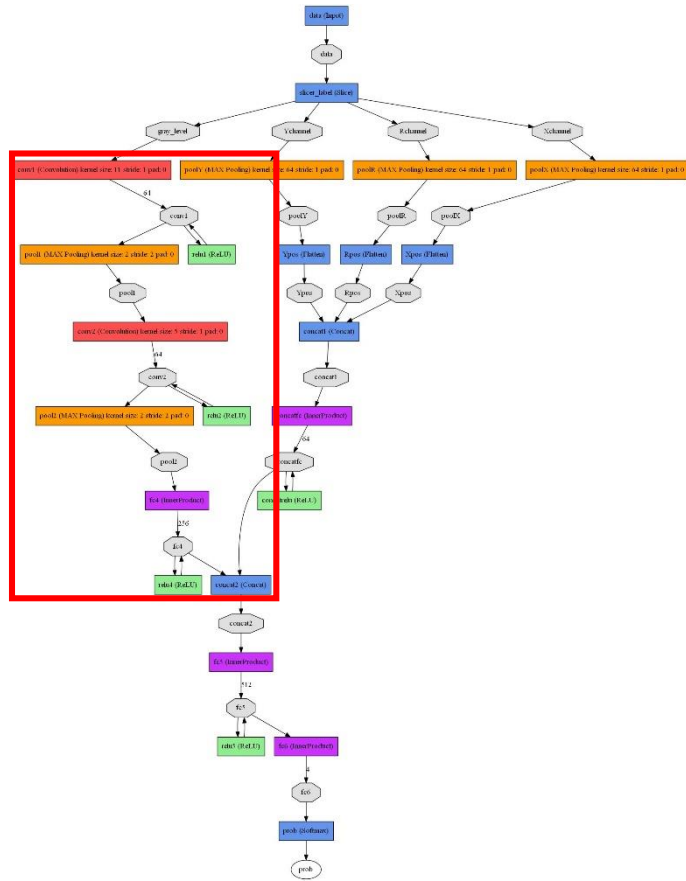 data (Input)
data
slicer_label (Slice)
gray_level
Ychannel
Rchannel
Xchannel
conv1 (Convolution) kernel size: 11 stride: 1 pad: 0
poolY (MAX Pooling) kernel size: 64 stride: 1 pad: 0
poolR (MAX Pooling) kernel size: 64 stride: 1 pad: 0
poolX (MAX Pooling) kernel size: 64 stride: 1 pad: 0
64
conv1
poolY
poolR
poolX
pool1 (MAX Pooling) kernel size: 2 stride: 2 pad: 0
relu1 (ReLU)
Ypos (Flatten)
Rpos (Flatten)
Xpos (Flatten)
pool1
Ypos
Rpos
Xpos
conv2 (Convolution) kernel size: 5 stride: 1 pad: 0
concat1 (Concat)
64
conv2
concat1
pool2 (MAX Pooling) kernel size: 2 stride: 2 pad: 0
relu2 (ReLU)
concatfc (InnerProduct)
64
pool2
concatfc
fc4 (InnerProduct)
(ReLU)
256
fc4
relu4 (ReLU)
concat2 (Concat)
concat2
fc5 (InnerProduct)
512
fc5
relu5 (ReLU)
fc6 (InnerProduct)
4
fc6
prob (Softmax)
prob